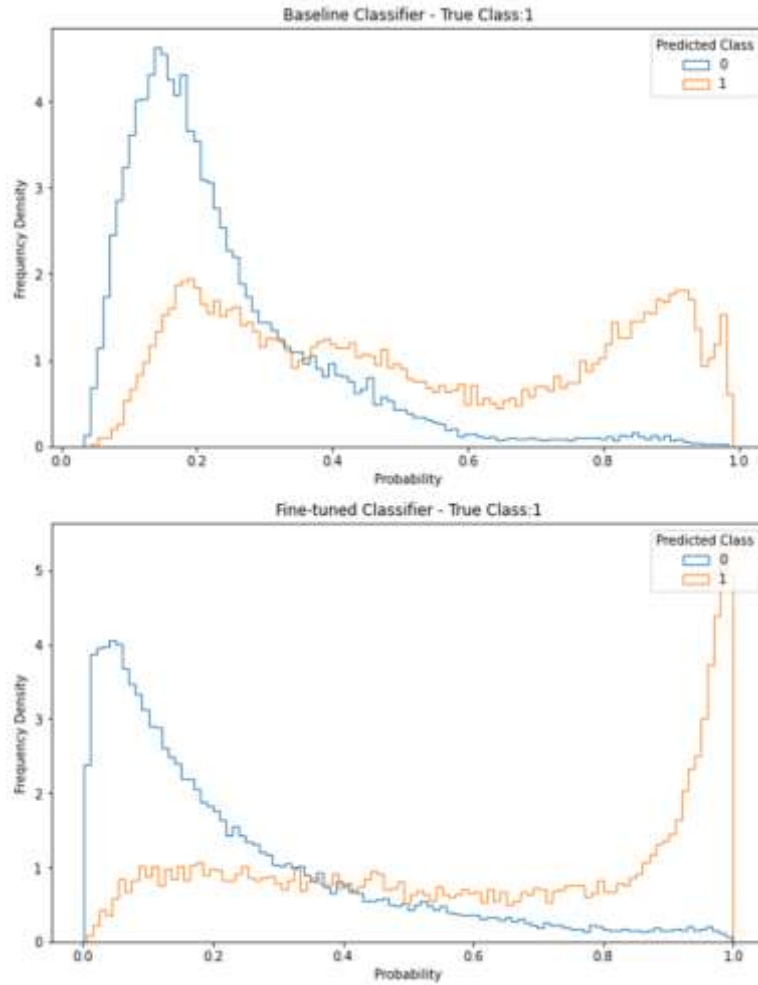 Baseline Classifier - True Class:1
Predicted Class
0
1
4
3
2
1
0
Frequency Density
0.0 0.2 0.4 0.6 0.8 1.0
Probability
Fine-tuned Classifier - True Class:1
Predicted Class
0
1
5
4
3
2
1
0
Frequency Density
0.0 0.2 0.4 0.6 0.8 1.0
Probability